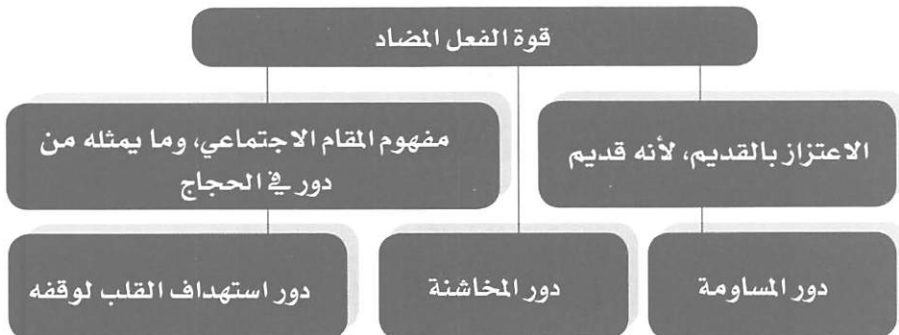 قوة الفعل المضاد
الاعتزاز بالقديم، لأنه قديم
مفهوم المقام الاجتماعي، وما يمثله من
دور في الحجاج
دور المساومة
دور المخاشنة
دور استهداف القلب لوقفه